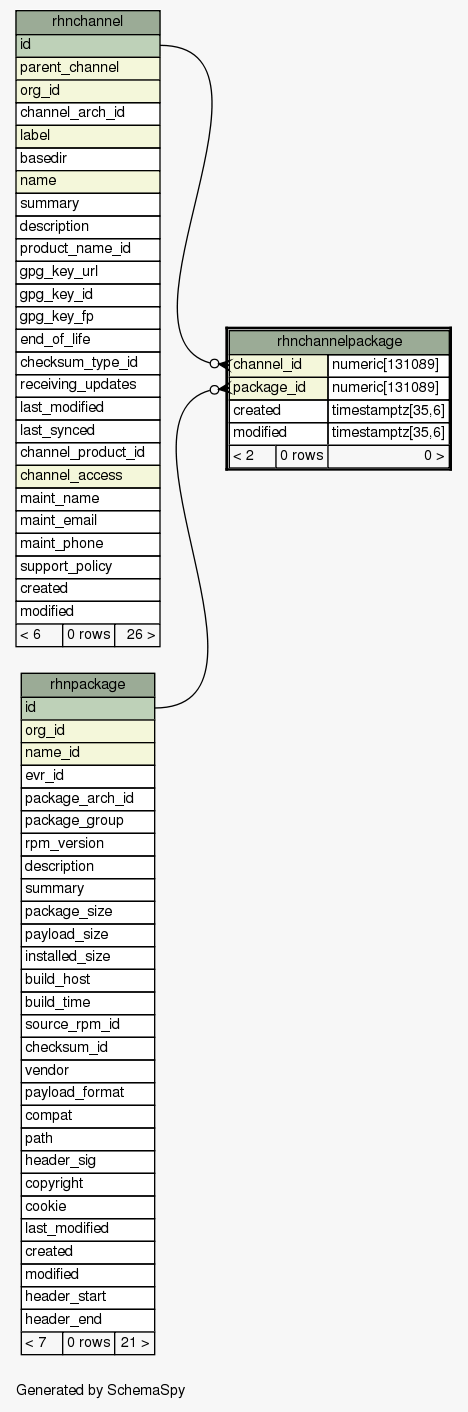 rhnchannel
id
parent_channel
org_id
channel_arch_id
label
basedir
name
summary
description
product_name_id
gpg_key_url
gpg_key_id
gpg_key_fp
end_of_life
checksum_type_id
receiving_updates
last_modified
last_synced
channel_product_id
channel_access
maint_name
maint_email
maint_phone
support_policy
created
modified
< 6 0 rows 26 >
rhnchannelpackage
channel_id numeric[131089]
package_id numeric[131089]
created timestamptz[35,6]
modified timestamptz[35,6]
< 2 0 rows 0 >
rhnpackage
id
org_id
name_id
evr_id
package_arch_id
package_group
rpm_version
description
summary
package_size
payload_size
installed_size
build_host
build_time
source_rpm_id
checksum_id
vendor
payload_format
compat
path
header_sig
copyright
cookie
last_modified
created
modified
header_start
header_end
< 7 0 rows 21 >
Generated by SchemaSpy